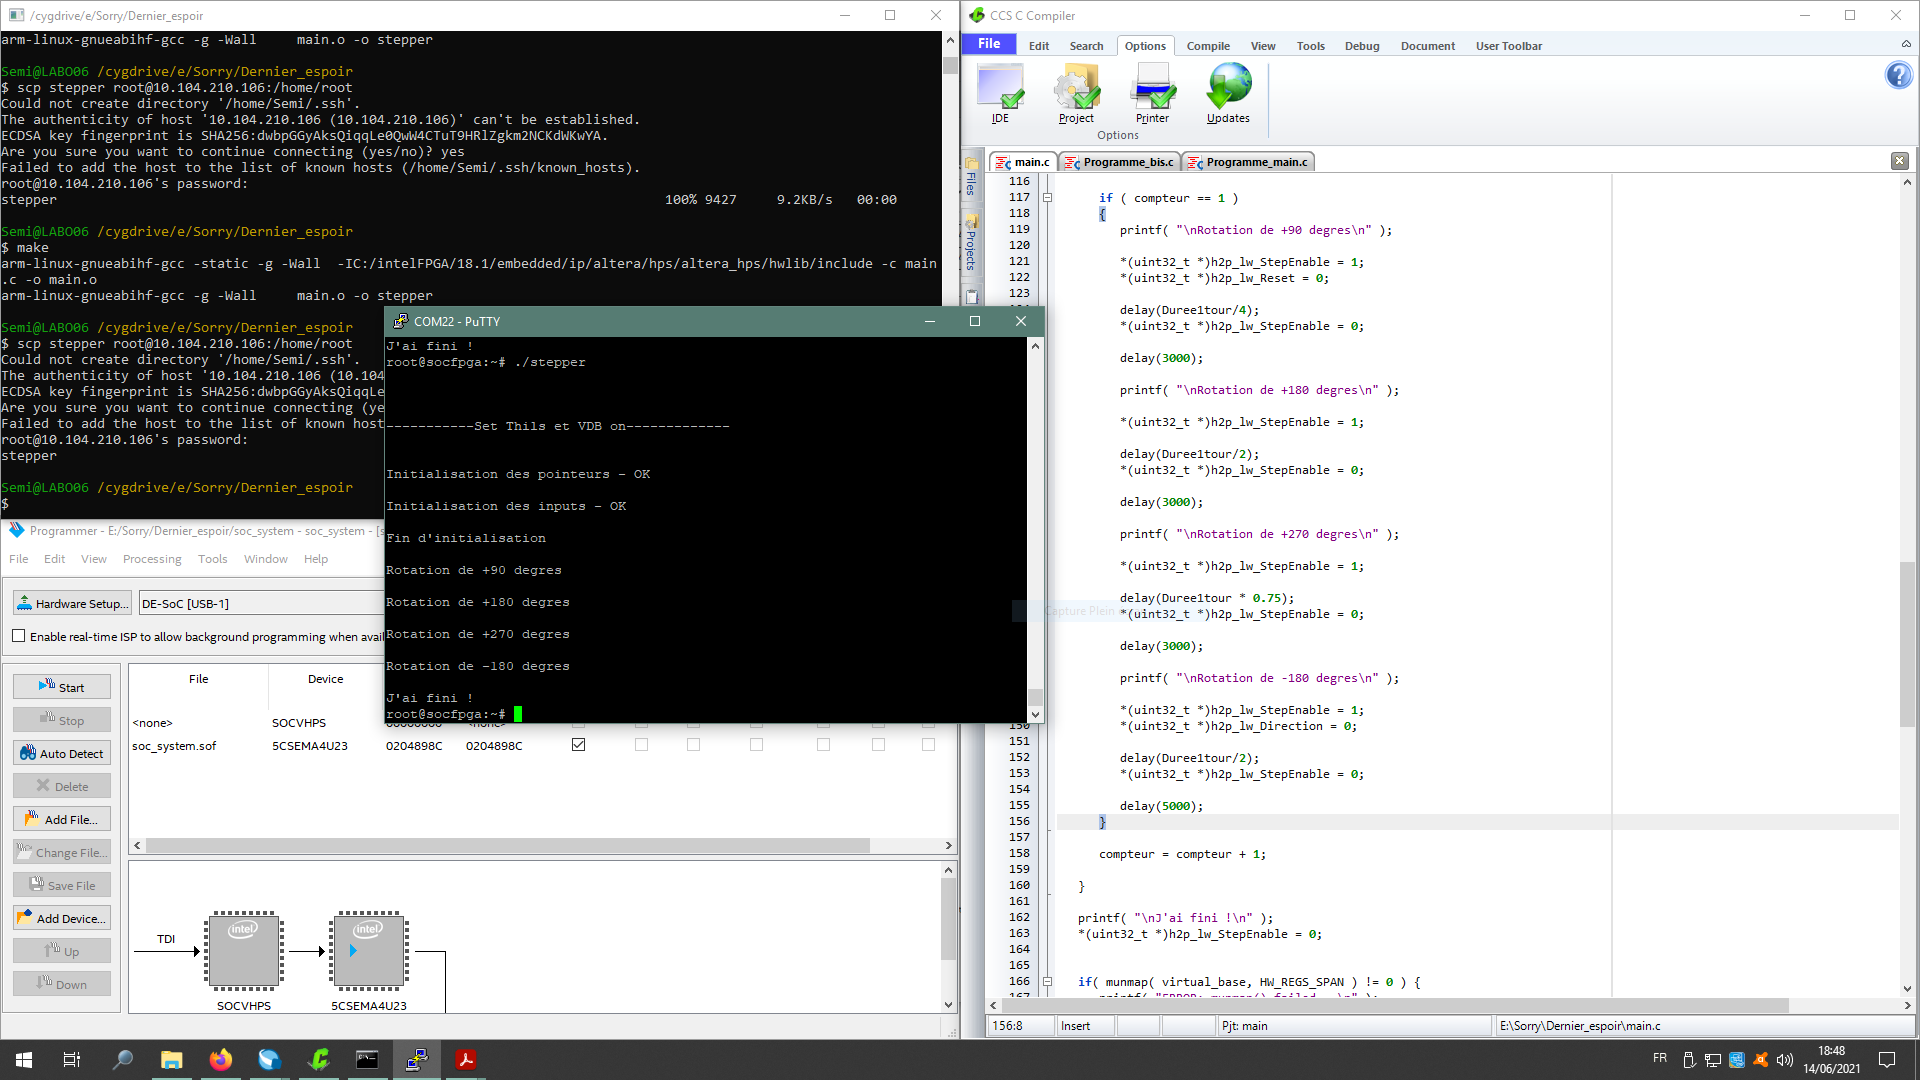 /cygdrive/e/Sorry/Dernier_espoir
arm-linux-gnueabihf-gcc -g -Wall     main.o -o stepper
Semi@LABO06 /cygdrive/e/Sorry/Dernier_espoir
$ scp stepper root@10.104.210.106:/home/root
Could not create directory '/home/Semi/.ssh'.
The authenticity of host '10.104.210.106 (10.104.210.106)' can't be established.
ECDSA key fingerprint is SHA256:dwbpGGyAksQiqqLe0QwW4CTuT9HRlZgkm2NCKdWKwYA.
Are you sure you want to continue connecting (yes/no)? yes
Failed to add the host to the list of known hosts (/home/Semi/.ssh/known_hosts).
root@10.104.210.106's password:
stepper 100% 9427 9.2KB/s 00:00
Semi@LABO06 /cygdrive/e/Sorry/Dernier_espoir
$ make
arm-linux-gnueabihf-gcc -static -g -Wall  -IC:/intelFPGA/18.1/embedded/ip/altera/hps/altera_hps/hwlib/include -c main
.c -o main.o
arm-linux-gnueabihf-gcc -g -Wall     main.o -o stepper
Semi@LABO06 /cygdrive/e/Sorry/Dernier_espoir
$ scp stepper root@10.104.210.106:/home/root
Could not create directory '/home/Semi/.ssh'.
The authenticity of host '10.104.210.106 (10.104
ECDSA key fingerprint is SHA256:dwbpGGyAksQiqqLe
Are you sure you want to continue connecting (ye
Failed to add the host to the list of known host
root@10.104.210.106's password:
stepper
Semi@LABO06 /cygdrive/e/Sorry/Dernier_espoir
$
COM22 - PuTTY
J'ai fini !
root@socfpga:~# ./stepper
-----------Set Thils et VDB on-------------
Initialisation des pointeurs - OK
Initialisation des inputs - OK
Fin d'initialisation
Rotation de +90 degres
Rotation de +180 degres
Rotation de +270 degres
Rotation de -180 degres
J'ai fini !
root@socfpga:~#
Programmer - E:/Sorry/Dernier_espoir/soc_system - soc_system - [s
File Edit View Processing Tools Window Help
Hardware Setup... DE-SoC [USB-1]
Enable real-time ISP to allow background programming when avai
Start
Stop
Auto Detect
Delete
Add File...
Change File...
Save File
Add Device...
Up
Down
File Device
<none> SOCVHPS
soc_system.sof 5CSEMA4U23 0204898C 0204898C
TDI
intel intel
SOCVHPS 5CSEMA4U23
CCS C Compiler
File Edit Search Options Compile View Tools Debug Document User Toolbar
IDE Project Printer Updates
Options
Files
Projects
main.c Programme_bis.c Programme_main.c
116
117 if ( compteur == 1 )
118 {
119 printf( "\nRotation de +90 degres\n" );
120
121 *(uint32_t *)h2p_lw_StepEnable = 1;
122 *(uint32_t *)h2p_lw_Reset = 0;
123
delay(Duree1tour/4);
*(uint32_t *)h2p_lw_StepEnable = 0;
delay(3000);
printf( "\nRotation de +180 degres\n" );
*(uint32_t *)h2p_lw_StepEnable = 1;
delay(Duree1tour/2);
*(uint32_t *)h2p_lw_StepEnable = 0;
delay(3000);
printf( "\nRotation de +270 degres\n" );
*(uint32_t *)h2p_lw_StepEnable = 1;
delay(Duree1tour * 0.75);
Capture Plein
*(uint32_t *)h2p_lw_StepEnable = 0;
delay(3000);
printf( "\nRotation de -180 degres\n" );
*(uint32_t *)h2p_lw_StepEnable = 1;
150 *(uint32_t *)h2p_lw_Direction = 0;
151
152 delay(Duree1tour/2);
153 *(uint32_t *)h2p_lw_StepEnable = 0;
154
155 delay(5000);
156 }
157
158 compteur = compteur + 1;
159
160 }
161
162 printf( "\nJ'ai fini !\n" );
163 *(uint32_t *)h2p_lw_StepEnable = 0;
164
165
166 if( munmap( virtual_base, HW_REGS_SPAN ) != 0 ) {
156:8 Insert Pjt: main E:\Sorry\Dernier_espoir\main.c
FR 18:48
14/06/2021